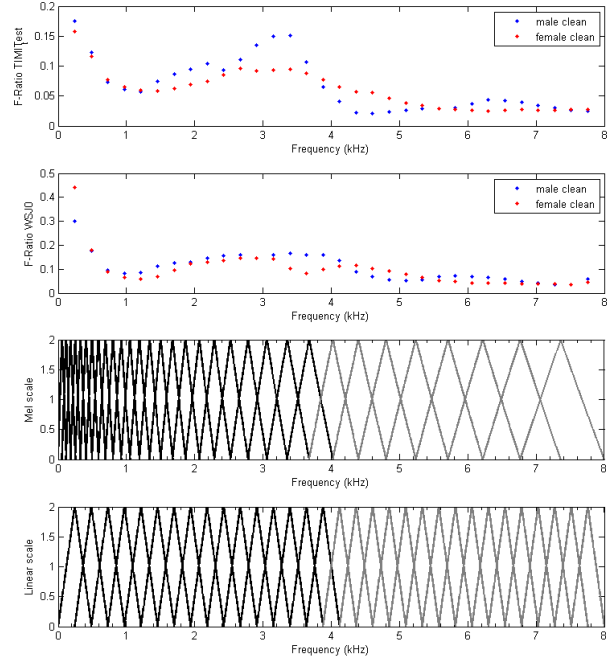 F-Ratio TIMITest
0.2
0.15
0.1
0.05
0
0 1 2 3 4 5 6 7 8
Frequency (kHz)
male clean
female clean
F-Ratio WSJ0
0.5
0.4
0.3
0.2
0.1
0
0 1 2 3 4 5 6 7 8
Frequency (kHz)
male clean
female clean
Mel scale
2
1.5
1
0.5
0
0 1 2 3 4 5 6 7 8
Frequency (kHz)
Linear scale
2
1.5
1
0.5
0
0 1 2 3 4 5 6 7 8
Frequency (kHz)